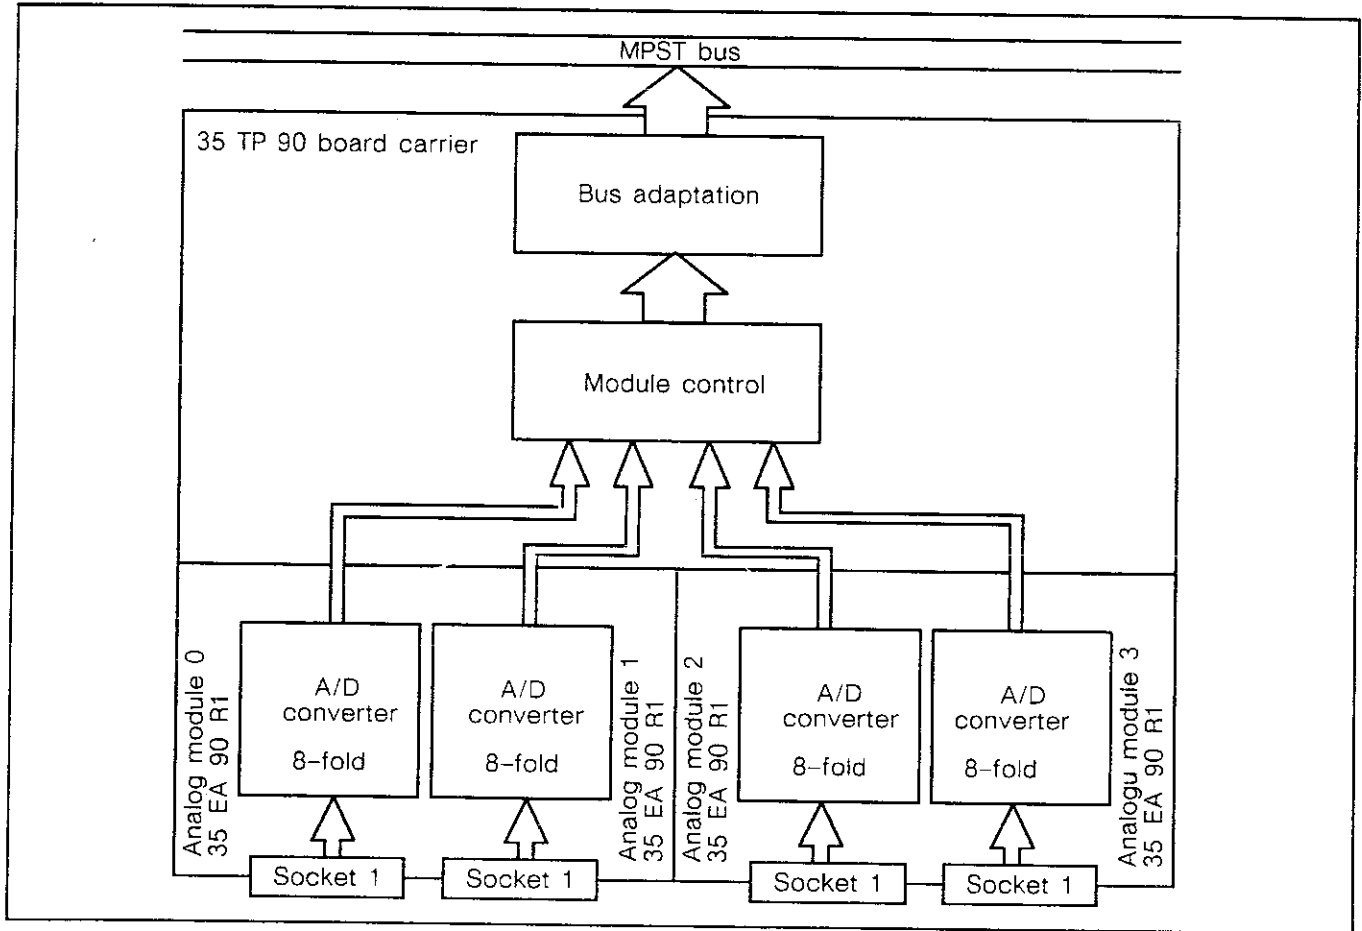 MPST bus
35 TP 90 board carrier
Bus adaptation
Module control
Analog module 0
35 EA 90 R1
A/D
converter
8-fold
A/D
converter
8-fold
Analog module 1
35 EA 90 R1
Analog module 2
35 EA 90 R1
A/D
converter
8-fold
A/D
converter
8-fold
Analogu module 3
35 EA 90 R1
Socket 1
Socket 1
Socket 1
Socket 1